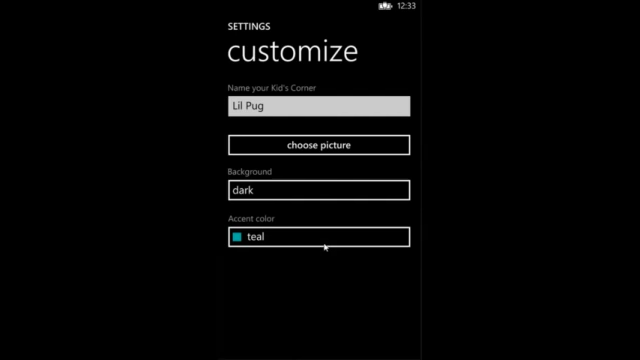 12:33
SETTINGS
customize
Name your Kid's Corner
Lil Pug
choose picture
Background
dark
Accent color
teal